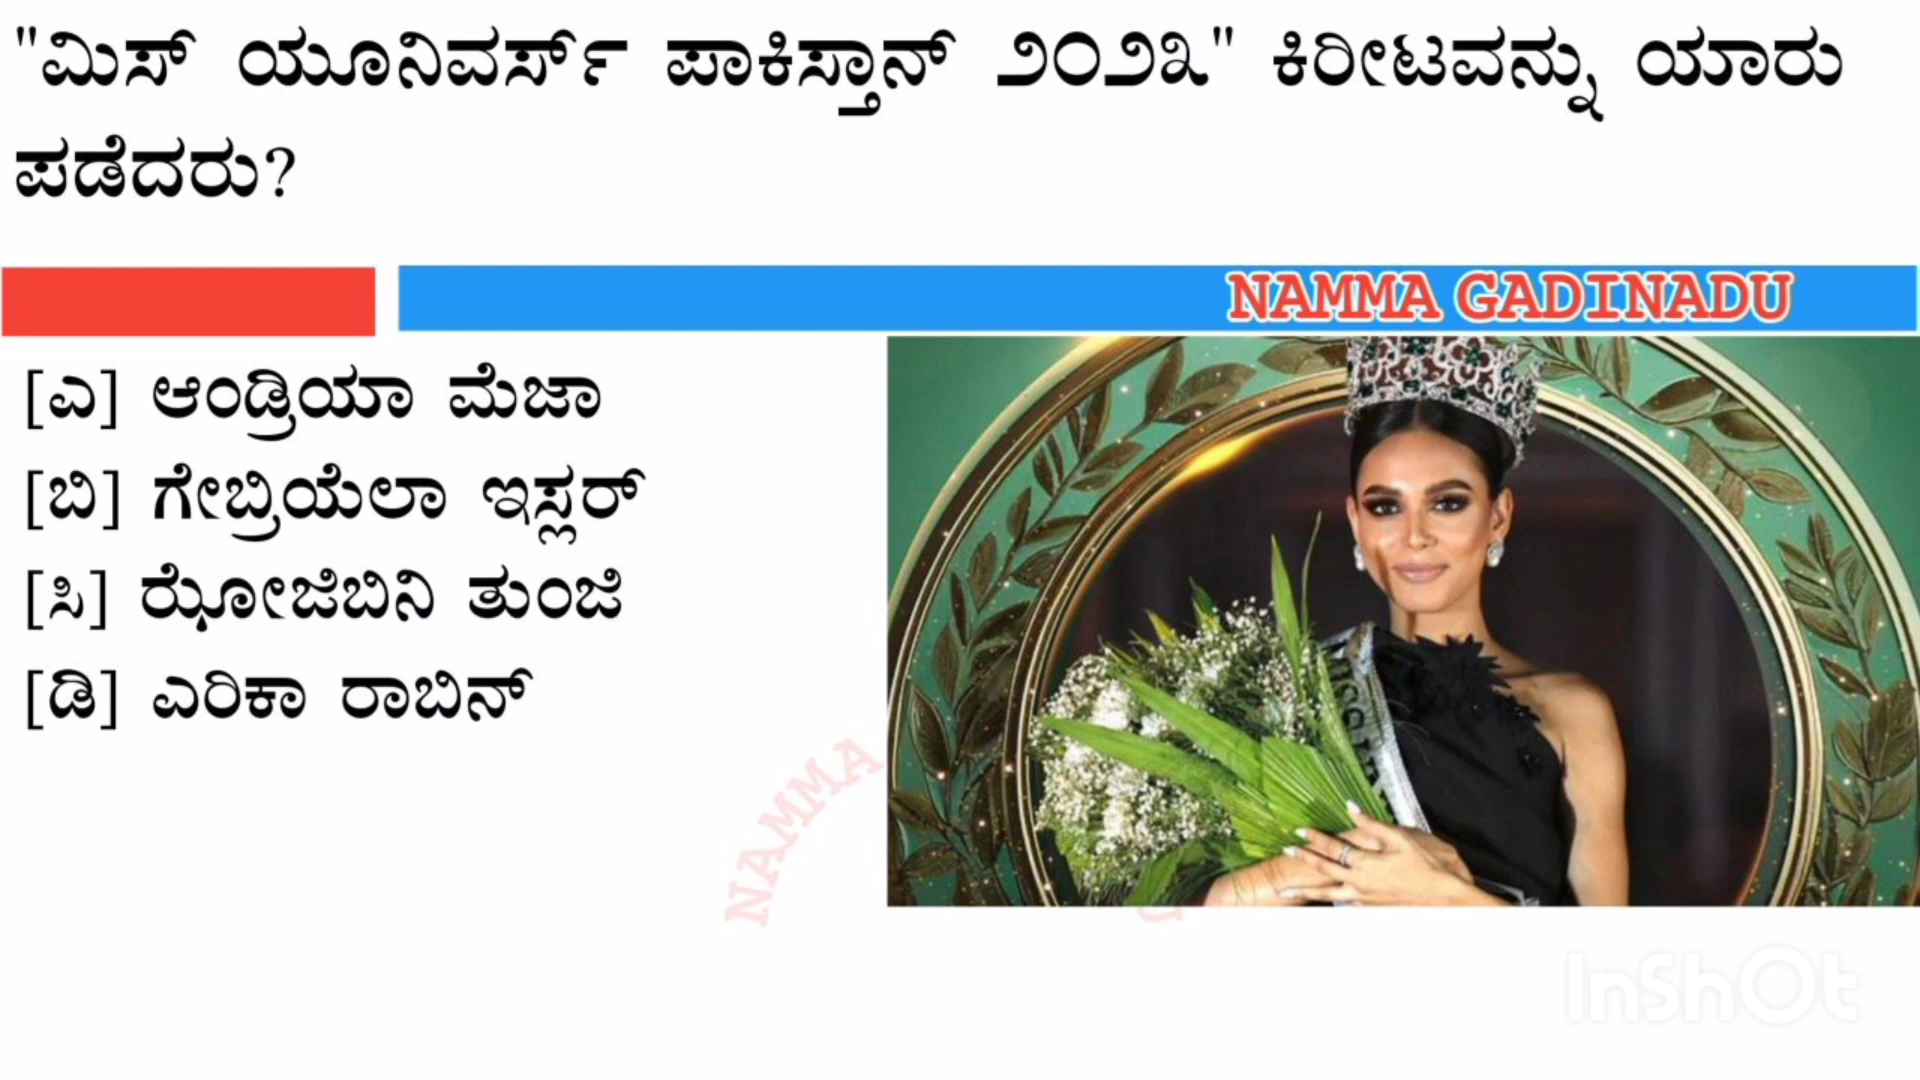 "ಮಿಸ್ ಯೂನಿವರ್ಸ್ ಪಾಕಿಸ್ತಾನ್ ೨೦೨೩" ಕಿರೀಟವನ್ನು ಯಾರು
ಪಡೆದರು?
NAMMA GADINADU
[ಎ] ಆಂಡ್ರಿಯಾ ಮೆಜಾ
[ಬಿ] ಗೇಬ್ರಿಯೆಲಾ ಇಸ್ಲರ್
[ಸಿ] ಝೋಜಿಬಿನಿ ತುಂಜಿ
[ಡಿ] ಎರಿಕಾ ರಾಬಿನ್
NAMMA
InShOt